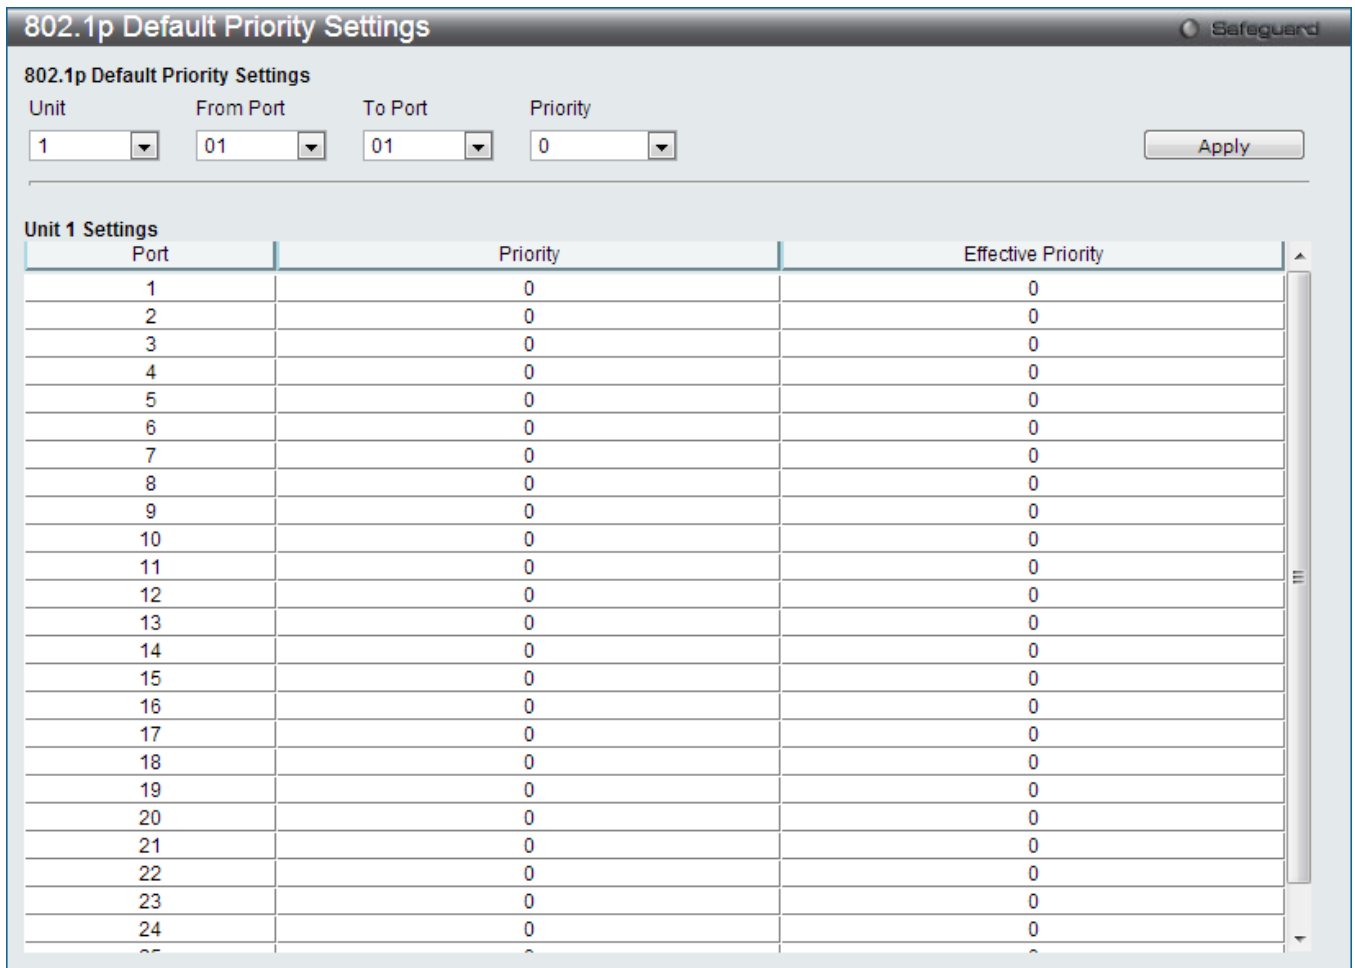 802.1p Default Priority Settings
Safeguard
802.1p Default Priority Settings
Unit From Port To Port Priority
1 01 01 0 Apply
Unit 1 Settings
Port Priority Effective Priority
1 0 0
2 0 0
3 0 0
4 0 0
5 0 0
6 0 0
7 0 0
8 0 0
9 0 0
10 0 0
11 0 0
12 0 0
13 0 0
14 0 0
15 0 0
16 0 0
17 0 0
18 0 0
19 0 0
20 0 0
21 0 0
22 0 0
23 0 0
24 0 0